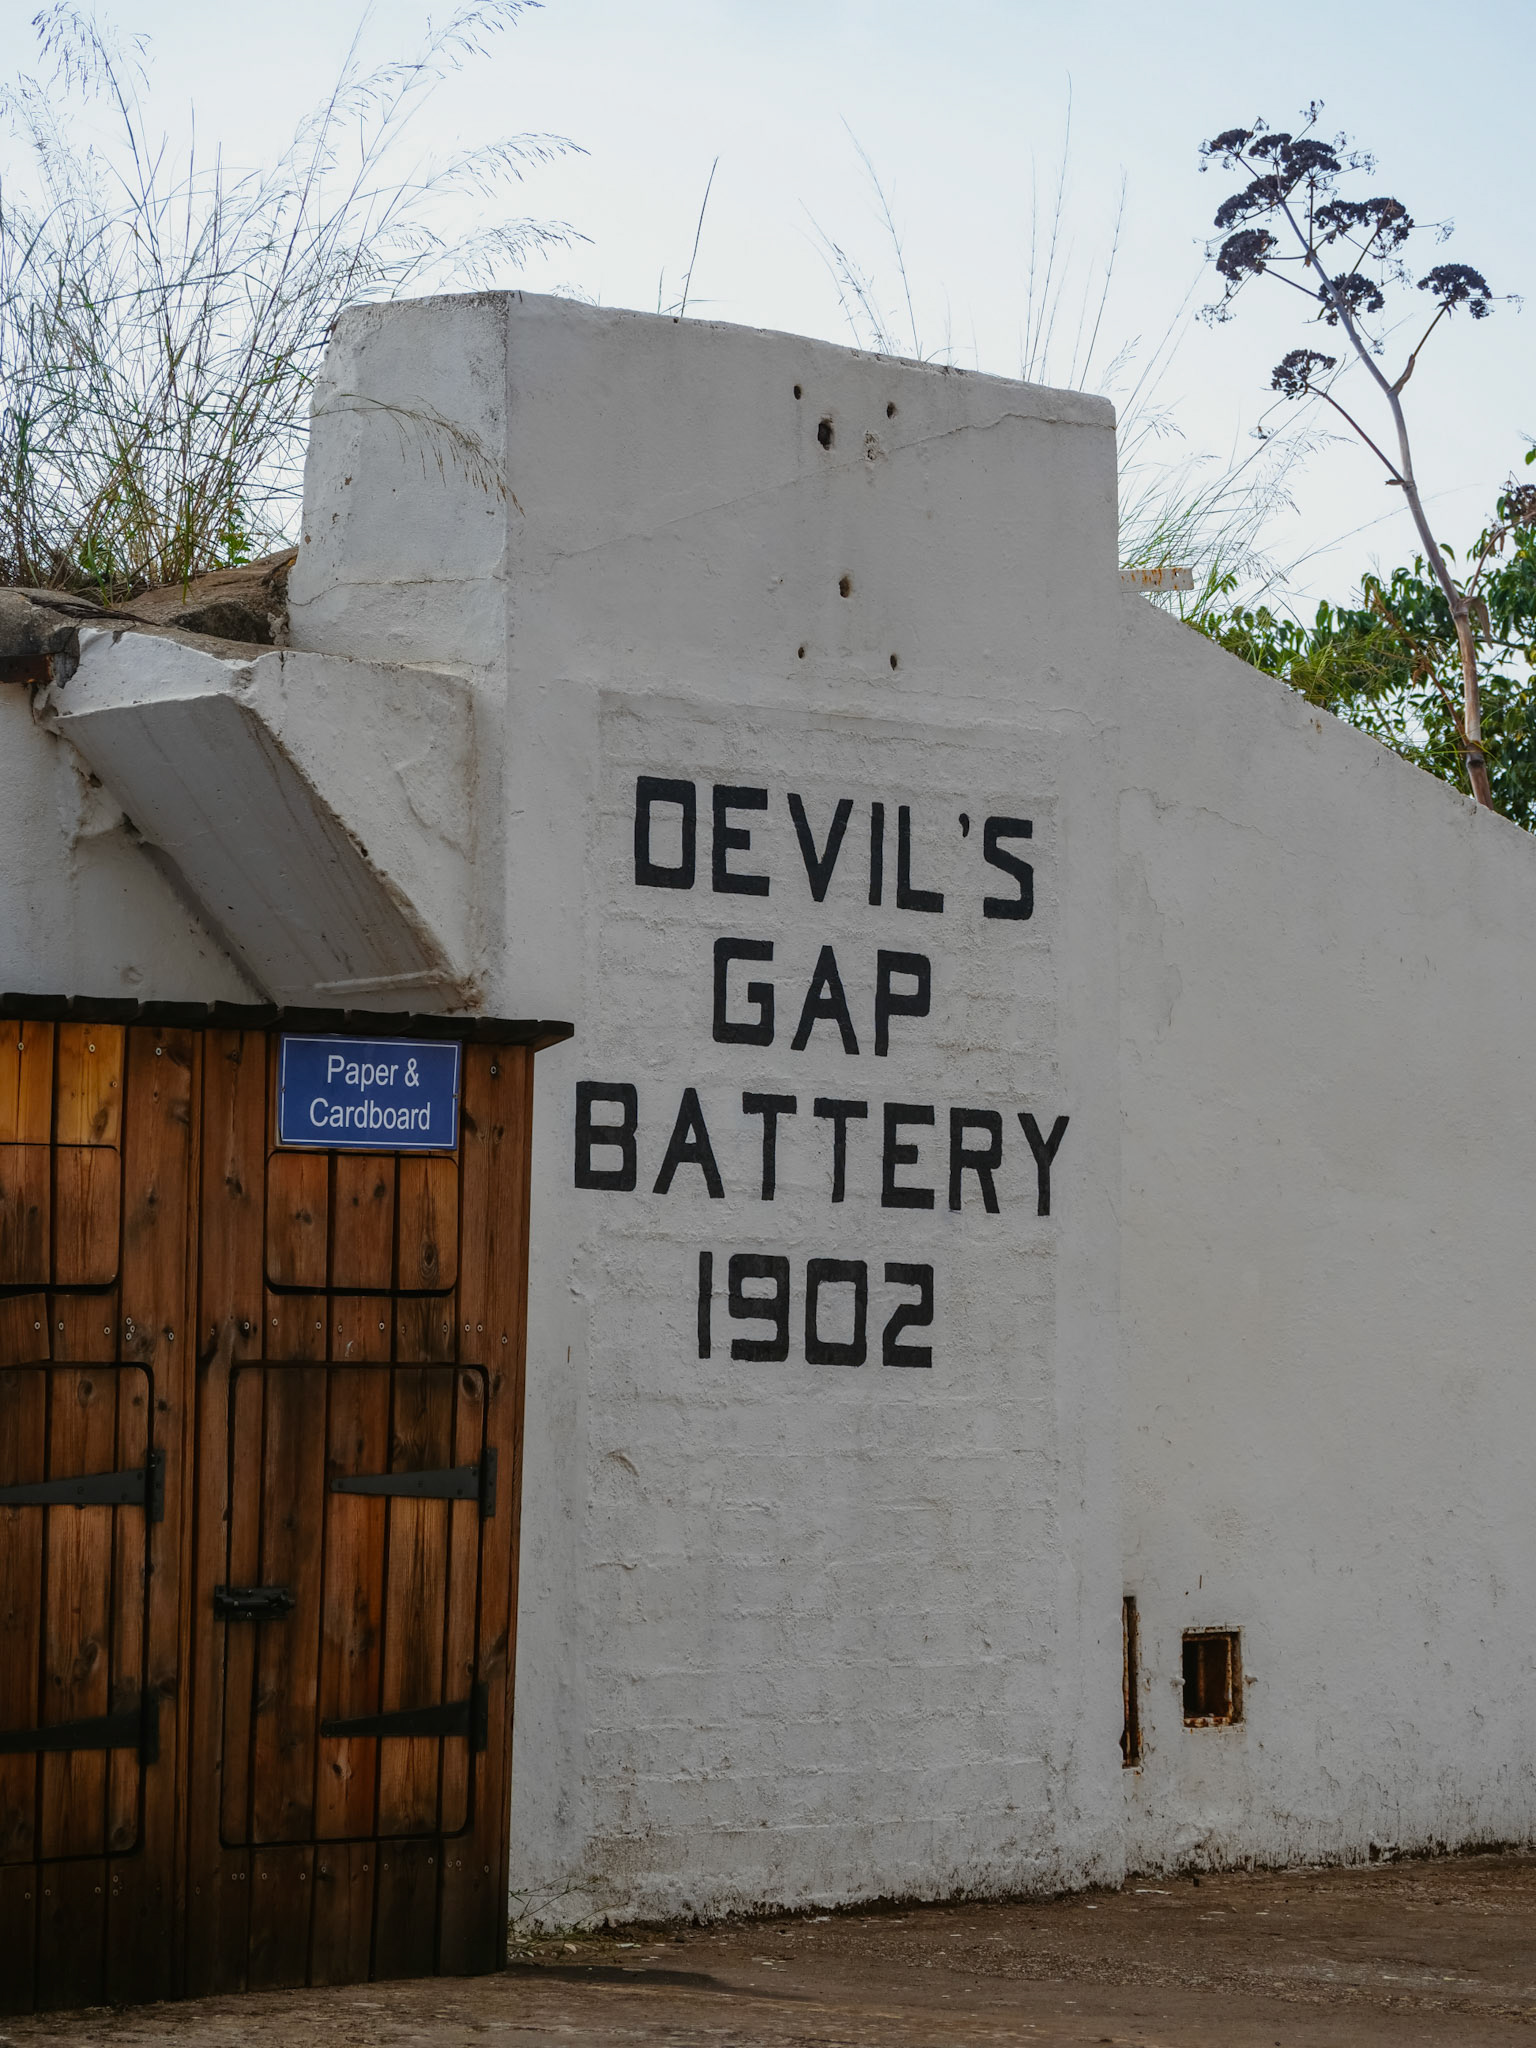 DEVIL'S
GAP
BATTERY
1902
Paper &
Cardboard